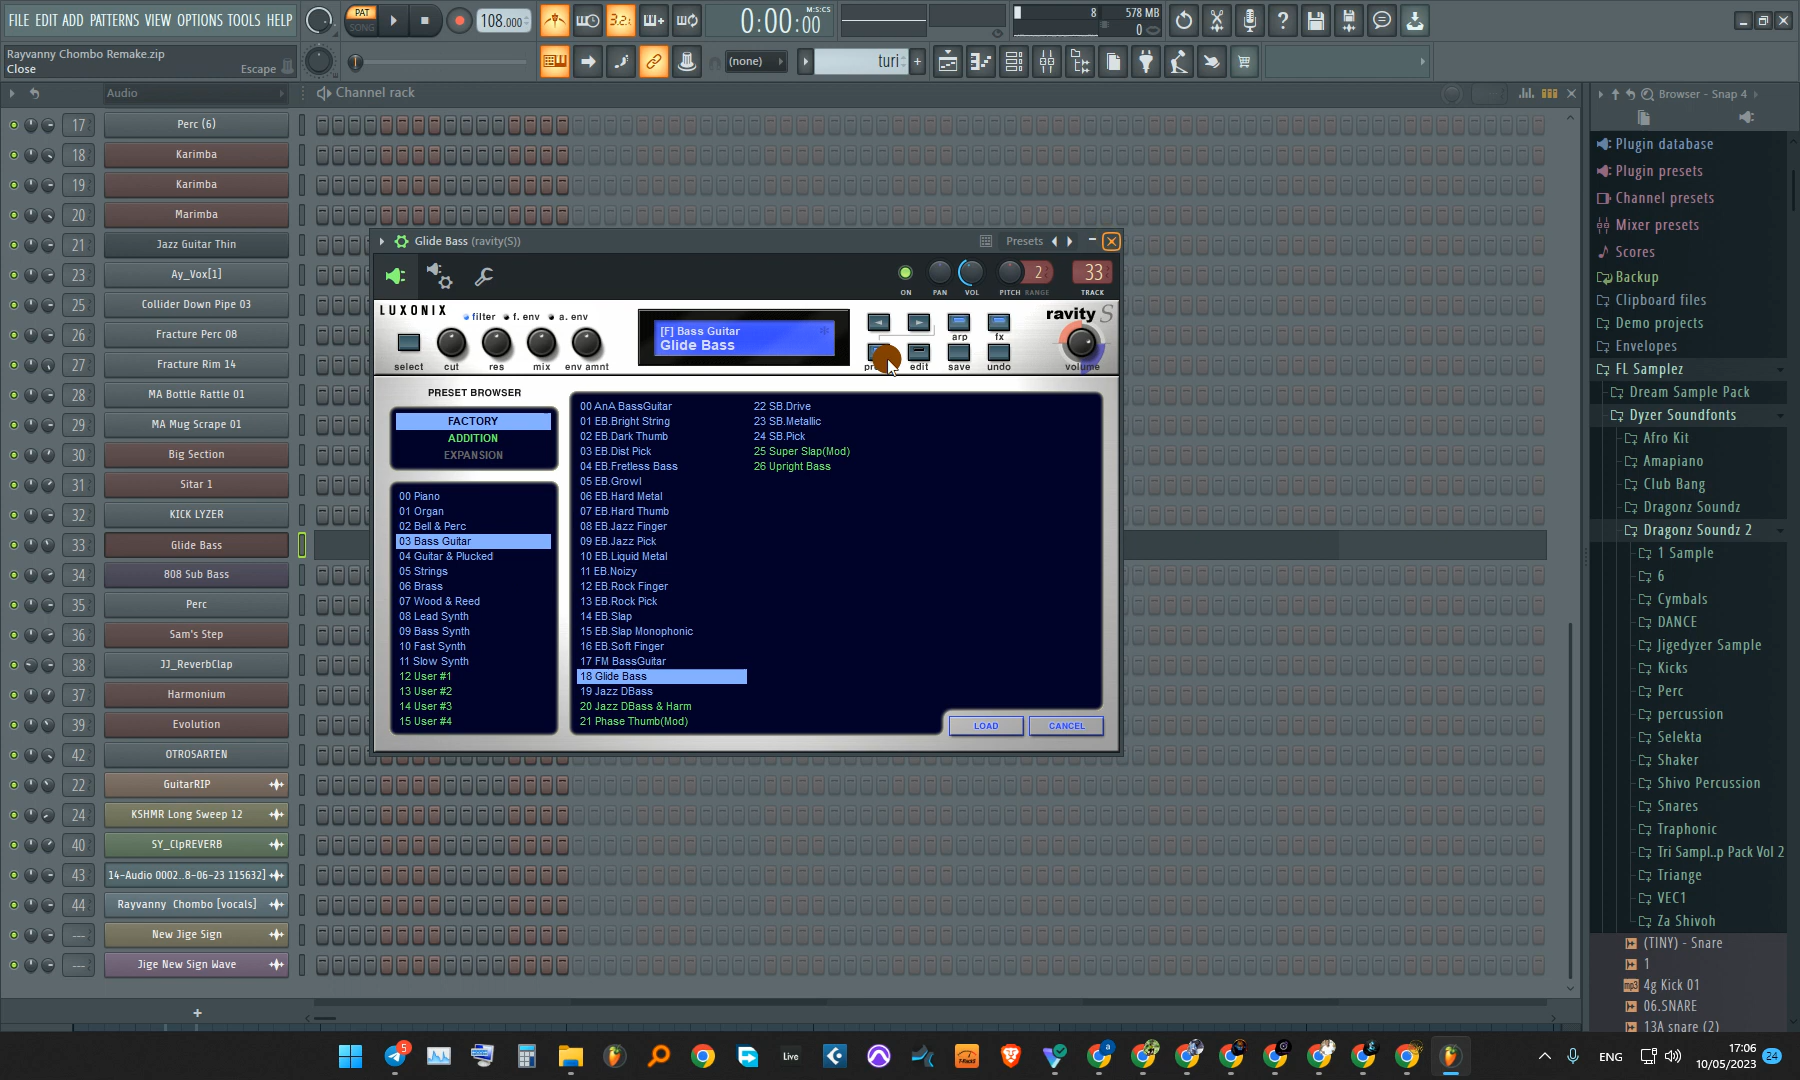 FILE EDIT ADD PATTERNS VIEW OPTIONS TOOLS HELP
PAT
SONG
108.000
3.2.
M:S:CS
0:00:00
8
578 MB
0
Rayvanny Chombo Remake.zip
Close
Escape
(none)
turi
+
Audio
Channel rack
Browser - Snap 4
17 Perc (6)
18 Karimba
19 Karimba
20 Marimba
21 Jazz Guitar Thin
23 Ay_Vox[1]
25 Collider Down Pipe 03
26 Fracture Perc 08
27 Fracture Rim 14
28 MA Bottle Rattle 01
29 MA Mug Scrape 01
30 Big Section
31 Sitar 1
32 KICK LYZER
33 Glide Bass
34 808 Sub Bass
35 Perc
36 Sam's Step
38 JJ_ReverbClap
37 Harmonium
39 Evolution
42 OTROSARTEN
22 GuitarRIP
24 KSHMR Long Sweep 12
40 SY_ClpREVERB
43 14-Audio 0002..8-06-23 115632]
44 Rayvanny Chombo [vocals]
--- New Jige Sign
--- Jige New Sign Wave
+
Glide Bass (ravity(S))
Presets
2
33
ON PAN VOL PITCH RANGE TRACK
LUXONIX
filter f. env a. env
select cut res mix env amnt
[F] Bass Guitar
Glide Bass
arp fx
edit save undo
ravity S
volume
PRESET BROWSER
FACTORY
ADDITION
EXPANSION
00 Piano
01 Organ
02 Bell & Perc
03 Bass Guitar
04 Guitar & Plucked
05 Strings
06 Brass
07 Wood & Reed
08 Lead Synth
09 Bass Synth
10 Fast Synth
11 Slow Synth
12 User #1
13 User #2
14 User #3
15 User #4
00 AnA BassGuitar
01 EB.Bright String
02 EB.Dark Thumb
03 EB.Dist Pick
04 EB.Fretless Bass
05 EB.Growl
06 EB.Hard Metal
07 EB.Hard Thumb
08 EB.Jazz Finger
09 EB.Jazz Pick
10 EB.Liquid Metal
11 EB.Noizy
12 EB.Rock Finger
13 EB.Rock Pick
14 EB.Slap
15 EB.Slap Monophonic
16 EB.Soft Finger
17 FM BassGuitar
18 Glide Bass
19 Jazz DBass
20 Jazz DBass & Harm
21 Phase Thumb(Mod)
22 SB.Drive
23 SB.Metallic
24 SB.Pick
25 Super Slap(Mod)
26 Upright Bass
LOAD
CANCEL
Plugin database
Plugin presets
Channel presets
Mixer presets
Scores
Backup
Clipboard files
Demo projects
Envelopes
FL Samplez
Dream Sample Pack
Dyzer Soundfonts
Afro Kit
Amapiano
Club Bang
Dragonz Soundz
Dragonz Soundz 2
1 Sample
6
Cymbals
DANCE
Jigedyzer Sample
Kicks
Perc
percussion
Selekta
Shaker
Shivo Percussion
Snares
Traphonic
Tri Sampl..p Pack Vol 2
Triange
VEC1
Za Shivoh
(TINY) - Snare
1
4g Kick 01
06.SNARE
13A snare (2)
5
Live
ENG
17:06
10/05/2023
24